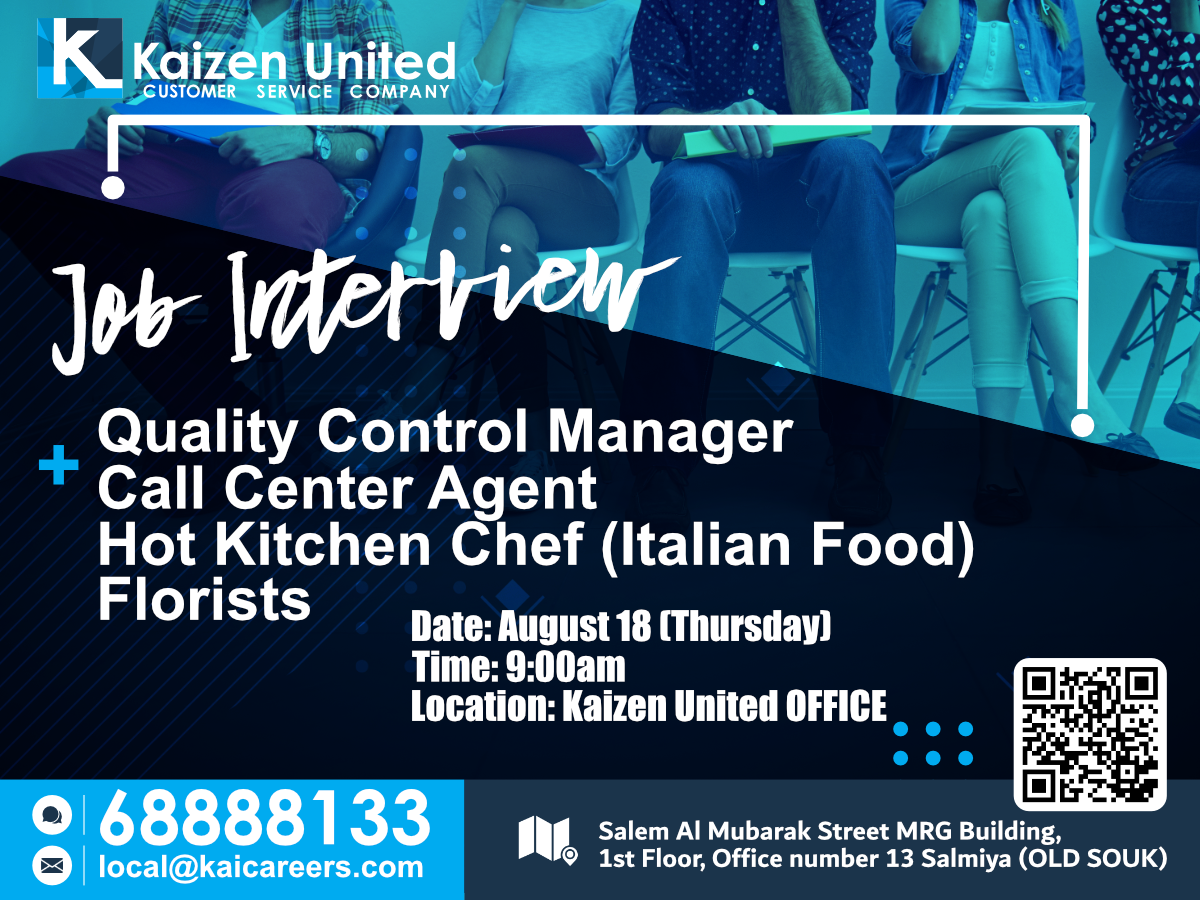 K
Kaizen United
CUSTOMER SERVICE COMPANY
Job Interview
Quality Control Manager
Call Center Agent
Hot Kitchen Chef (Italian Food)
Florists
Date: August 18 (Thursday)
Time: 9:00am
Location: Kaizen United OFFICE
68888133
local@kaicareers.com
Salem Al Mubarak Street MRG Building,
1st Floor, Office number 13 Salmiya (OLD SOUK)